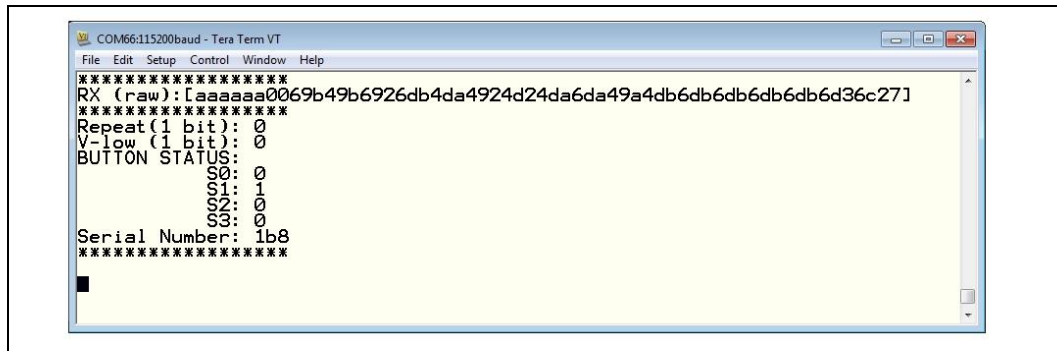 COM66:115200baud - Tera Term VT
File Edit Setup Control Window Help
******************
RX (raw):[aaaaaa0069b49b6926db4da4924d24da6da49a4db6db6db6db6db6d36c27]
******************
Repeat(1 bit): 0
V-low (1 bit): 0
BUTTON STATUS:
S0: 0
S1: 1
S2: 0
S3: 0
Serial Number: 1b8
******************